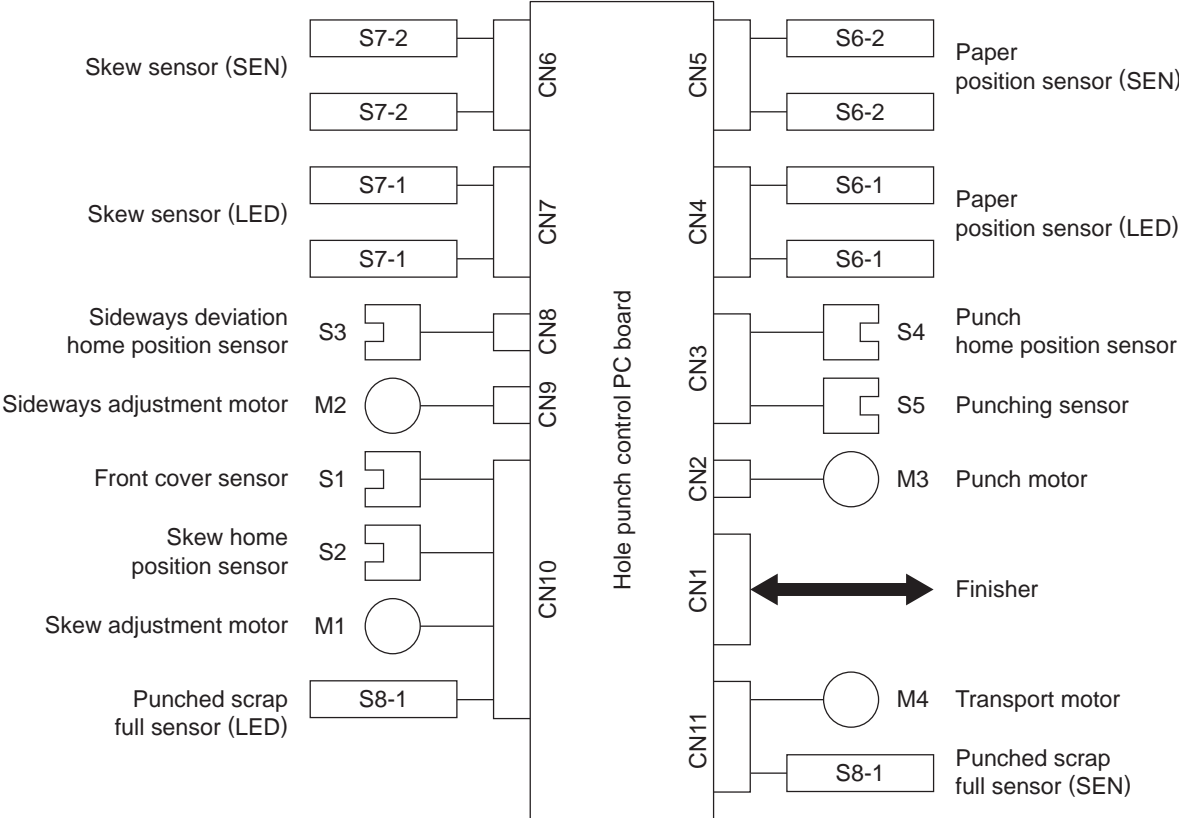 S7-2
Skew sensor (SEN)
S7-2
CN6
S7-1
Skew sensor (LED)
S7-1
CN7
Sideways deviation
home position sensor
S3
CN8
Sideways adjustment motor
M2
CN9
Front cover sensor
S1
Skew home
position sensor
S2
Skew adjustment motor
M1
Punched scrap
full sensor (LED)
S8-1
CN10
Hole punch control PC board
CN5
S6-2
S6-2
Paper
position sensor (SEN)
CN4
S6-1
S6-1
Paper
position sensor (LED)
CN3
S4
Punch
home position sensor
S5
Punching sensor
CN2
M3
Punch motor
CN1
Finisher
CN11
M4
Transport motor
S8-1
Punched scrap
full sensor (SEN)